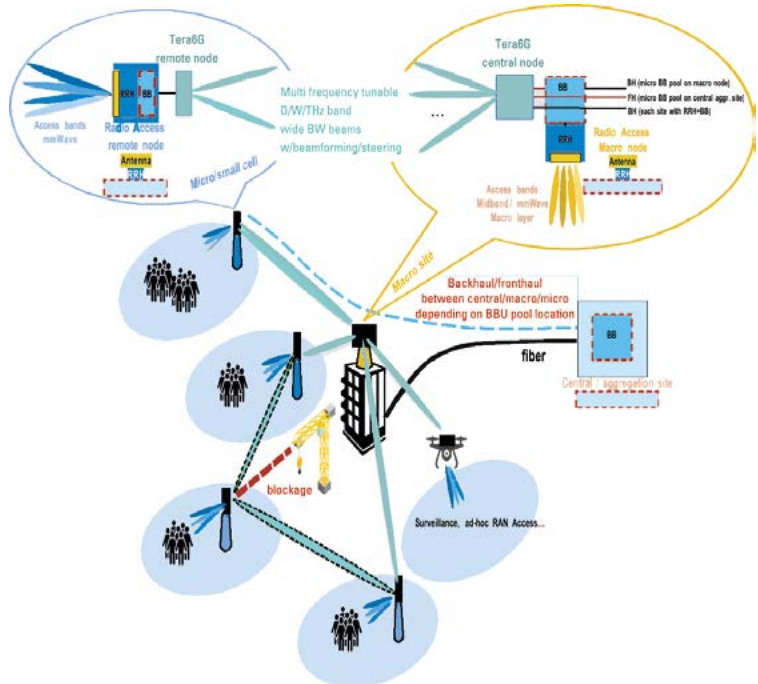 Tera6G
remote node
RRH
BB
Access bands
mmWave
Radio Access
remote node
Antenna
RRH
Micro/small cell
Multi frequency tunable
D/W/THz band
wide BW beams
w/beamforming/steering
Tera6G
central node
...
BB
BH (micro BB pool on macro node)
FH (micro BB pool on central aggr. site)
BH (each site with RRH+BB)
RRH
Radio Access
Macro node
Antenna
RRH
Access bands
Midband/ mmWave
Macro layer
Macro site
Backhaul/fronthaul
between central/macro/micro
depending on BBU pool location
BB
fiber
Central / aggregation site
blockage
Surveillance, ad-hoc RAN Access...